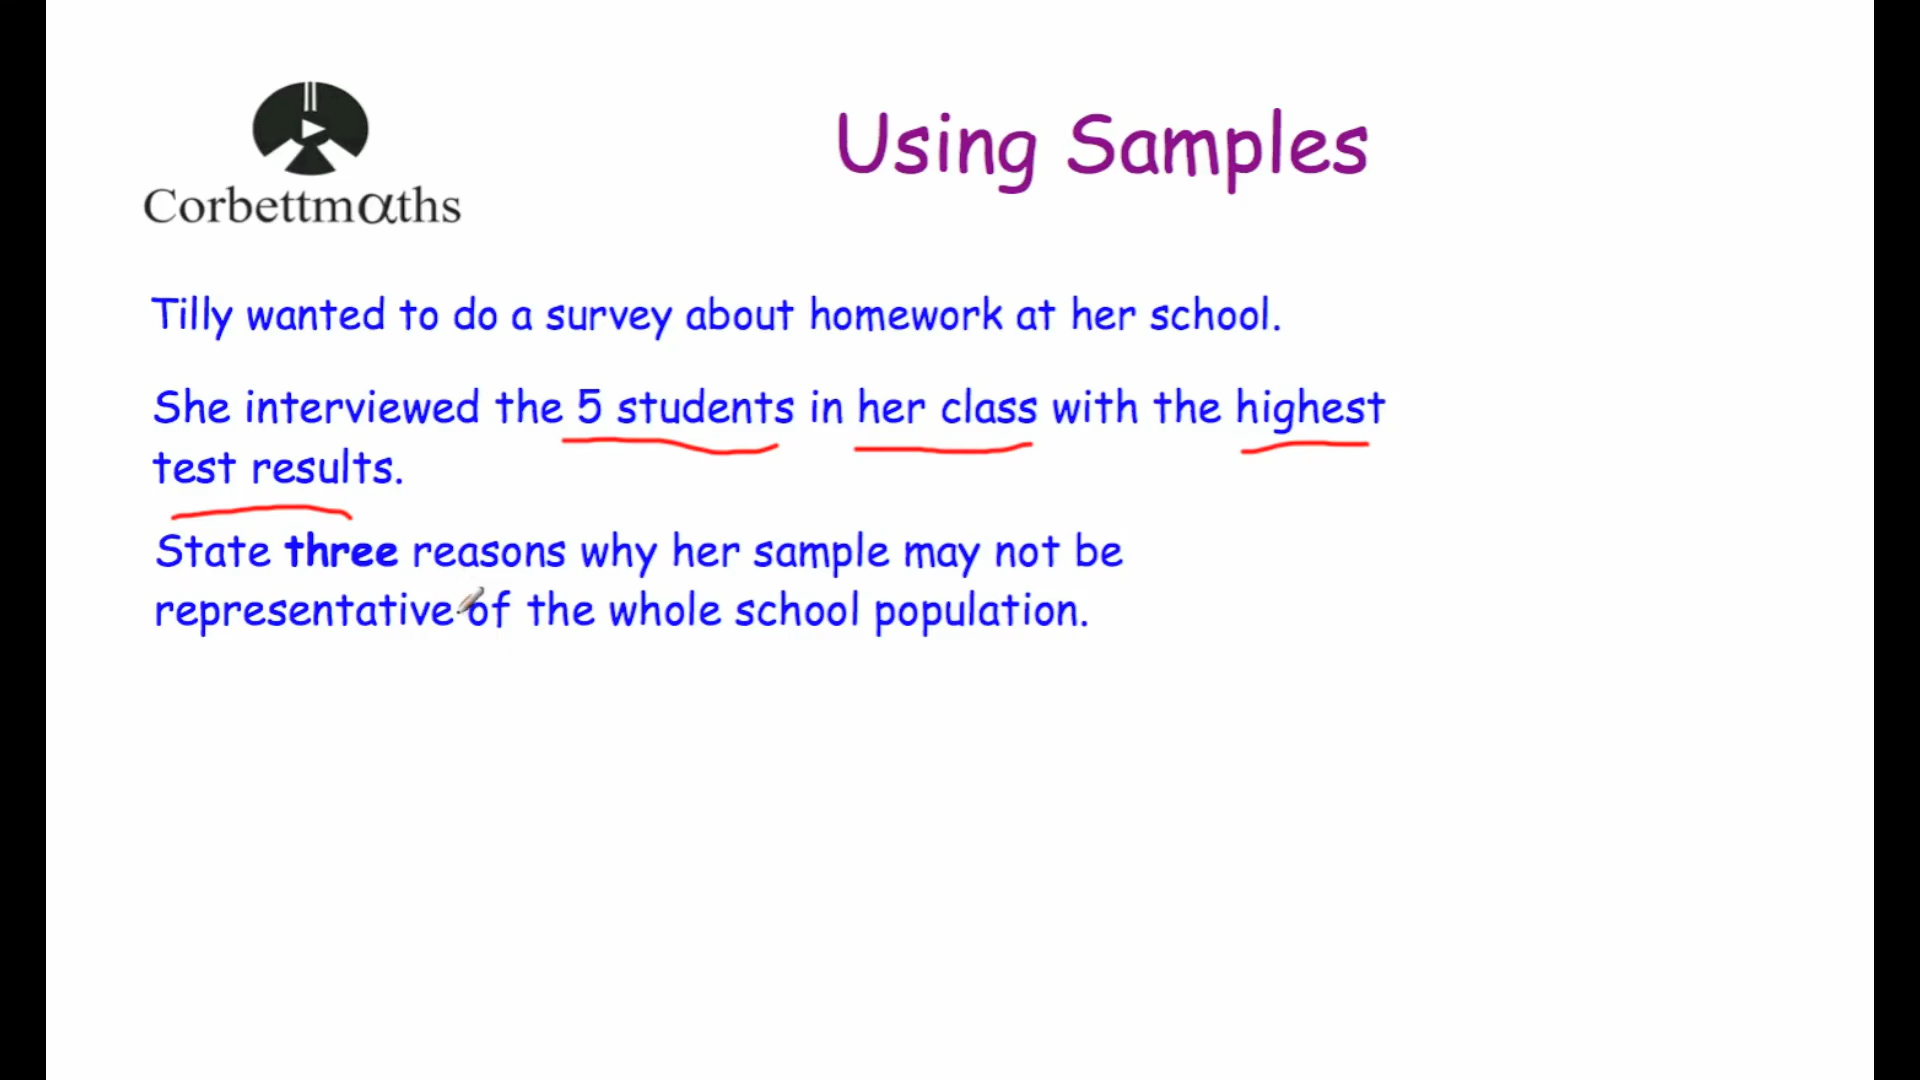 Corbettmαths
Using Samples
Tilly wanted to do a survey about homework at her school.
She interviewed the 5 students in her class with the highest
test results.
State three reasons why her sample may not be
representative of the whole school population.